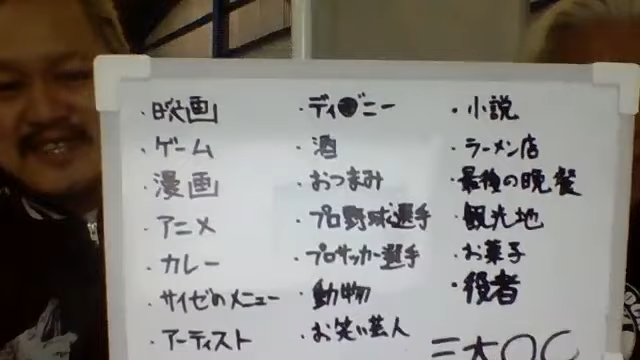 ・映画
・ゲーム
・漫画
・アニメ
・カレー
・サイゼのメニュー
・アーティスト
・ディ●ニー
・酒
・おつまみ
・プロ野球選手
・プロサッカー選手
・動物
・お笑い芸人
・小説
・ラーメン店
・最後の晩餐
・観光地
・お菓子
・役者
三大〇〇